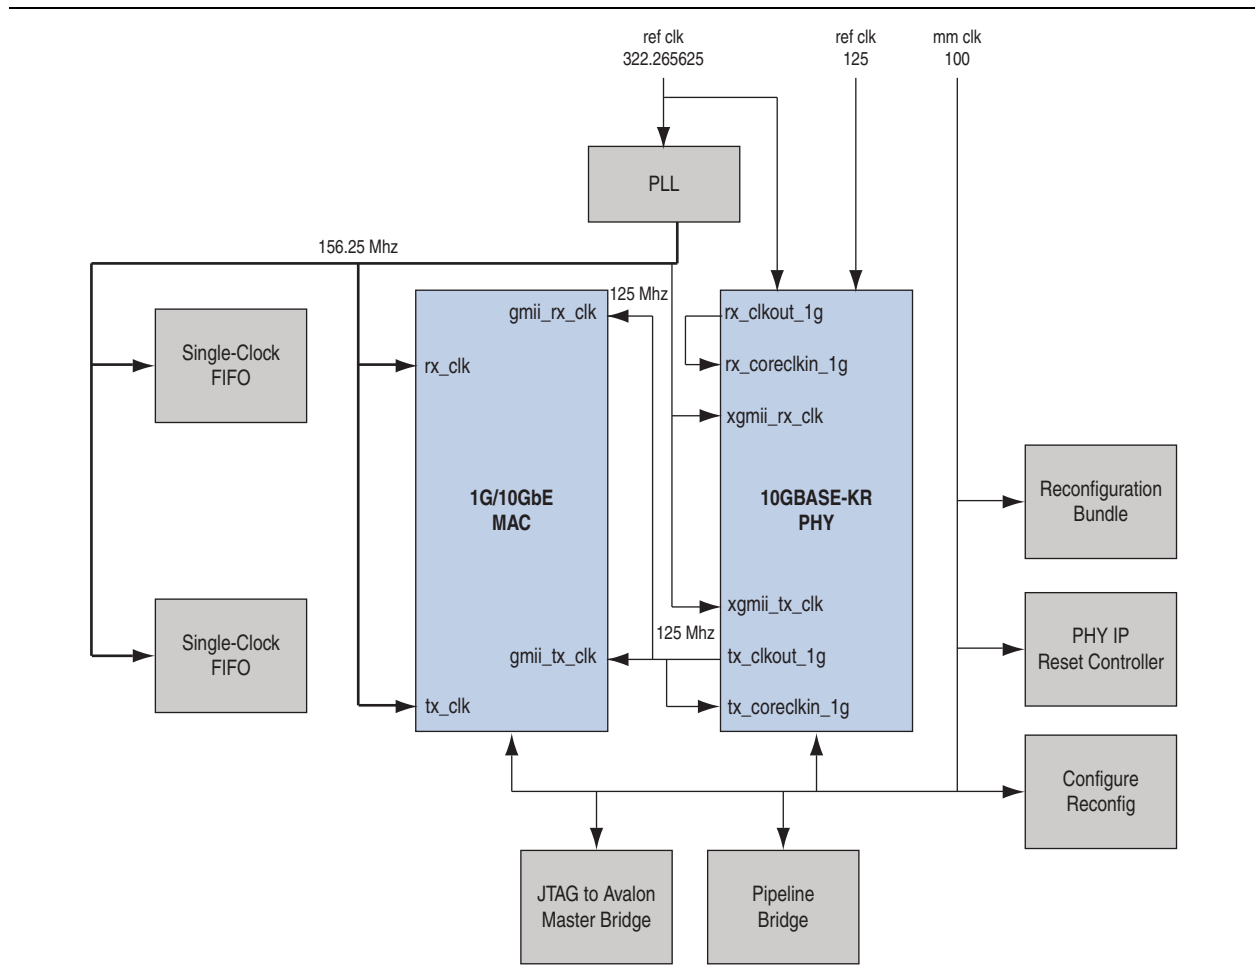 ref clk
322.265625
ref clk
125
mm clk
100
PLL
156.25 Mhz
125 Mhz
gmii_rx_clk
rx_clkout_1g
Single-Clock
FIFO
rx_clk
rx_coreclkin_1g
xgmii_rx_clk
1G/10GbE
MAC
10GBASE-KR
PHY
Reconfiguration
Bundle
xgmii_tx_clk
125 Mhz
Single-Clock
FIFO
gmii_tx_clk
tx_clkout_1g
PHY IP
Reset Controller
tx_clk
tx_coreclkin_1g
Configure
Reconfig
JTAG to Avalon
Master Bridge
Pipeline
Bridge